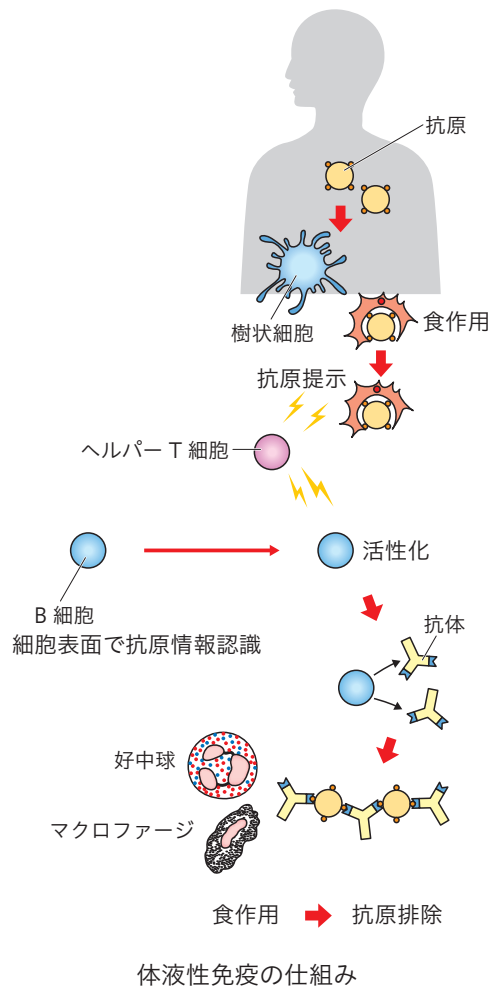 抗原
樹状細胞
食作用
抗原提示
ヘルパー T 細胞
活性化
B 細胞
細胞表面で抗原情報認識
抗体
好中球
マクロファージ
食作用
抗原排除
体液性免疫の仕組み